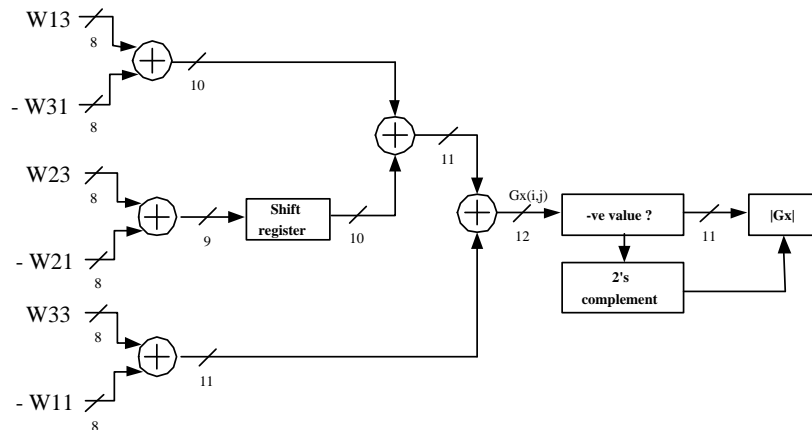 W13
8
10
- W31
8
11
W23
8
Shift
register
9
10
- W21
8
Gx(i,j)
12
-ve value ?
11
|Gx|
2's
complement
W33
8
11
- W11
8